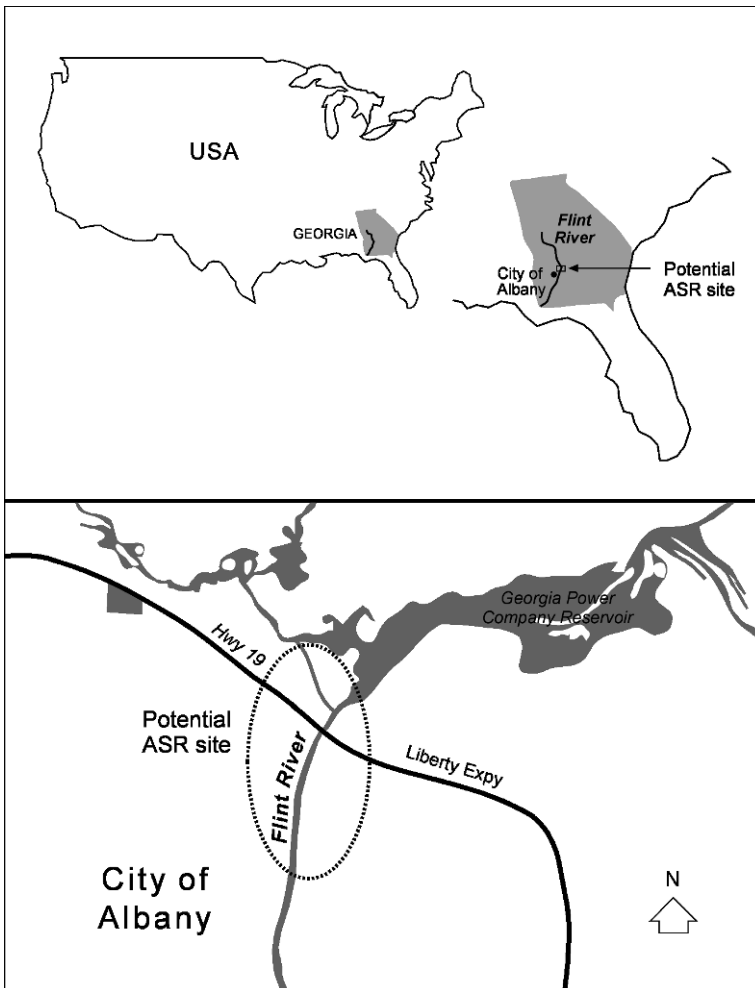 USA
GEORGIA
Flint
River
City of
Albany
Potential
ASR site
Georgia Power
Company Reservoir
Hwy 19
Potential
ASR site
Flint River
Liberty Expy
City of
Albany
N